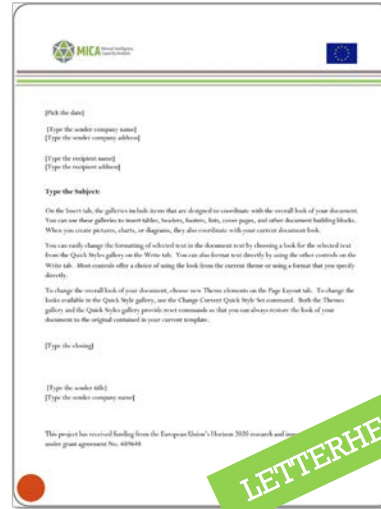 MICA Mineral Intelligence
Capacity Analysis
[Pick the date]
[Type the sender company name]
[Type the sender company address]
[Type the recipient name]
[Type the recipient address]
Type the Subject:
On the Insert tab, the galleries include items that are designed to coordinate with the overall look of your document.
You can use these galleries to insert tables, headers, footers, lists, cover pages, and other document building blocks.
When you create pictures, charts, or diagrams, they also coordinate with your current document look.
You can easily change the formatting of selected text in the document text by choosing a look for the selected text
from the Quick Styles gallery on the Write tab. You can also format text directly by using the other controls on the
Write tab. Most controls offer a choice of using the look from the current theme or using a format that you specify
directly.
To change the overall look of your document, choose new Theme elements on the Page Layout tab. To change the
looks available in the Quick Style gallery, use the Change Current Quick Style Set command. Both the Themes
gallery and the Quick Styles gallery provide reset commands so that you can always restore the look of your
document to the original contained in your current template.
[Type the closing]
[Type the sender title]
[Type the sender company name]
This project has received funding from the European Union's Horizon 2020 research and
under grant agreement No. 689648
LETTERHE